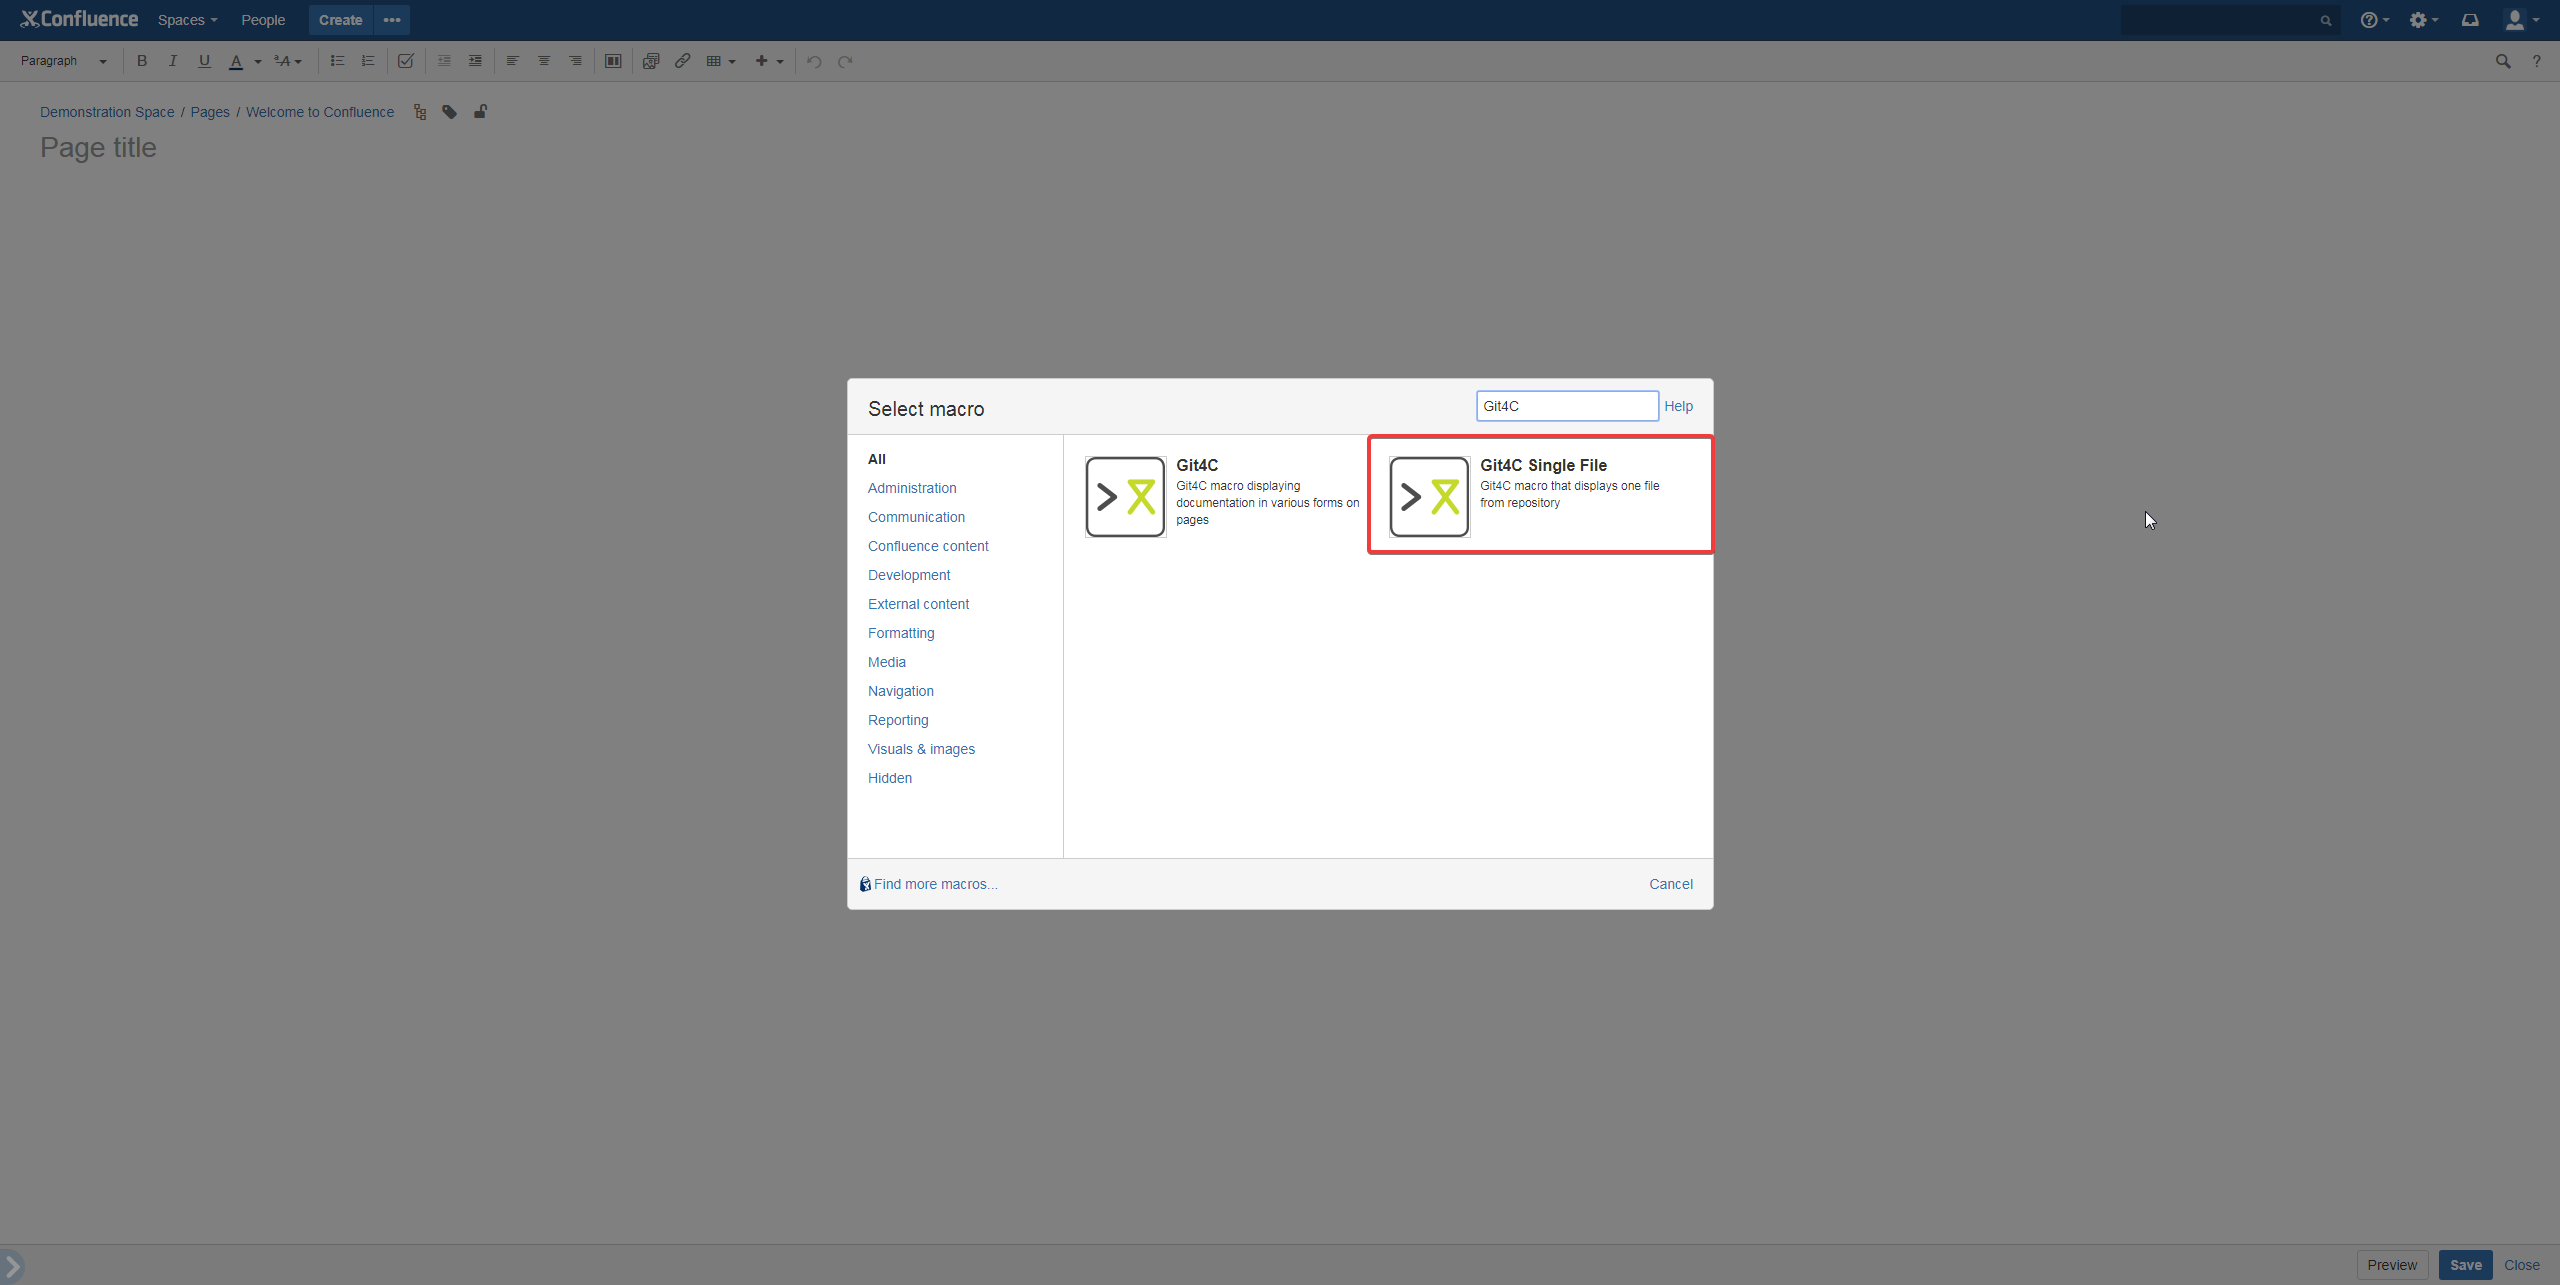 Confluence Spaces People Create •••
Paragraph B I U A ªA ?
Demonstration Space / Pages / Welcome to Confluence
Page title
Select macro
Git4C Help
All
Administration
Communication
Confluence content
Development
External content
Formatting
Media
Navigation
Reporting
Visuals & images
Hidden
Git4C
Git4C macro displaying
documentation in various forms on
pages
Git4C Single File
Git4C macro that displays one file
from repository
Find more macros...
Cancel
Preview Save Close